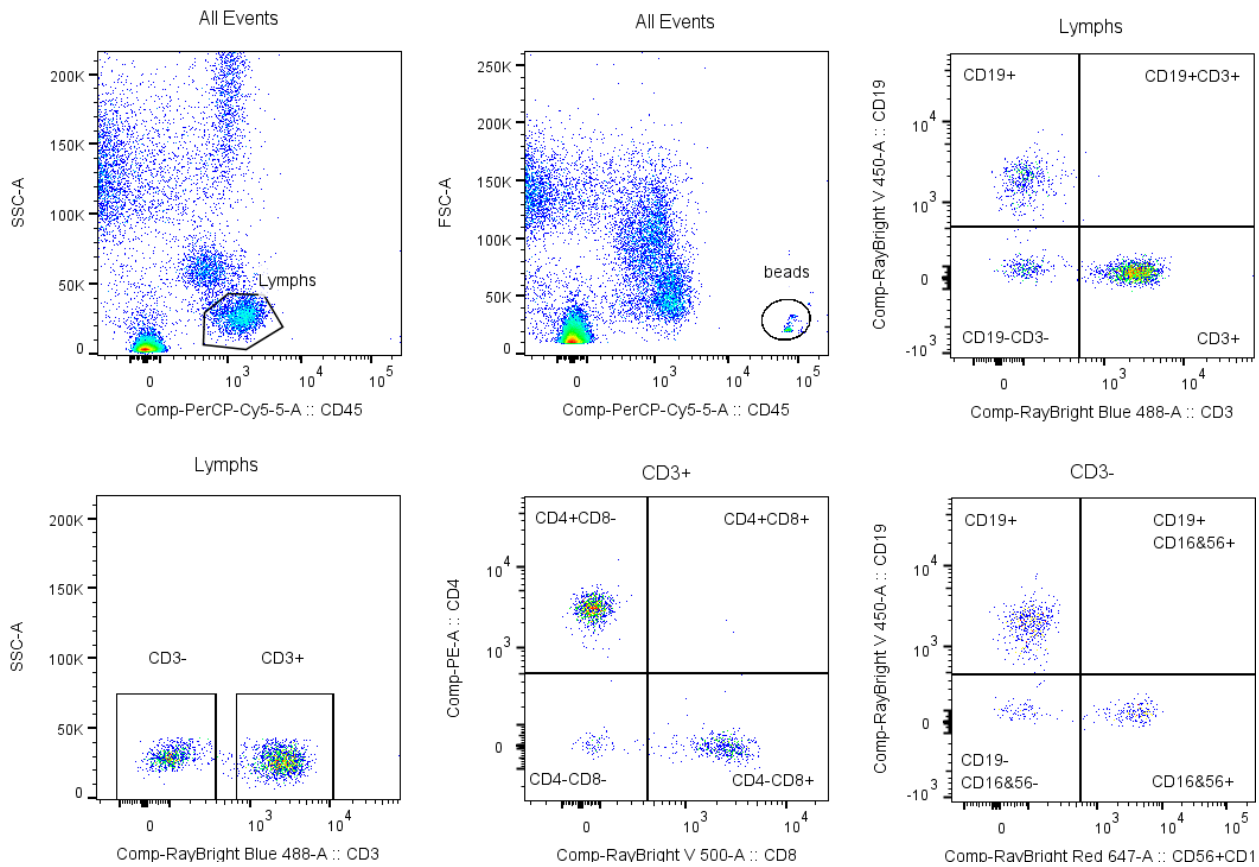 All Events
200K
150K
100K
50K
0
SSC-A
Lymphs
0 10^3 10^4 10^5
Comp-PerCP-Cy5-5-A :: CD45
All Events
250K
200K
150K
100K
50K
0
FSC-A
beads
0 10^3 10^4 10^5
Comp-PerCP-Cy5-5-A :: CD45
Lymphs
CD19+ CD19+CD3+
10^4
10^3
0
-10^3
Comp-RayBright V 450-A :: CD19
CD19-CD3- CD3+
0 10^3 10^4
Comp-RayBright Blue 488-A :: CD3
Lymphs
200K
150K
100K
50K
0
SSC-A
CD3- CD3+
0 10^3 10^4
Comp-RayBright Blue 488-A :: CD3
CD3+
CD4+CD8- CD4+CD8+
10^4
10^3
0
Comp-PE-A :: CD4
CD4-CD8- CD4-CD8+
0 10^3 10^4
Comp-RayBright V 500-A :: CD8
CD3-
CD19+ CD19+
CD16&56+
10^4
10^3
0
-10^3
Comp-RayBright V 450-A :: CD19
CD19-
CD16&56- CD16&56+
0 10^3 10^4 10^5
Comp-RayBright Red 647-A :: CD56+CD1